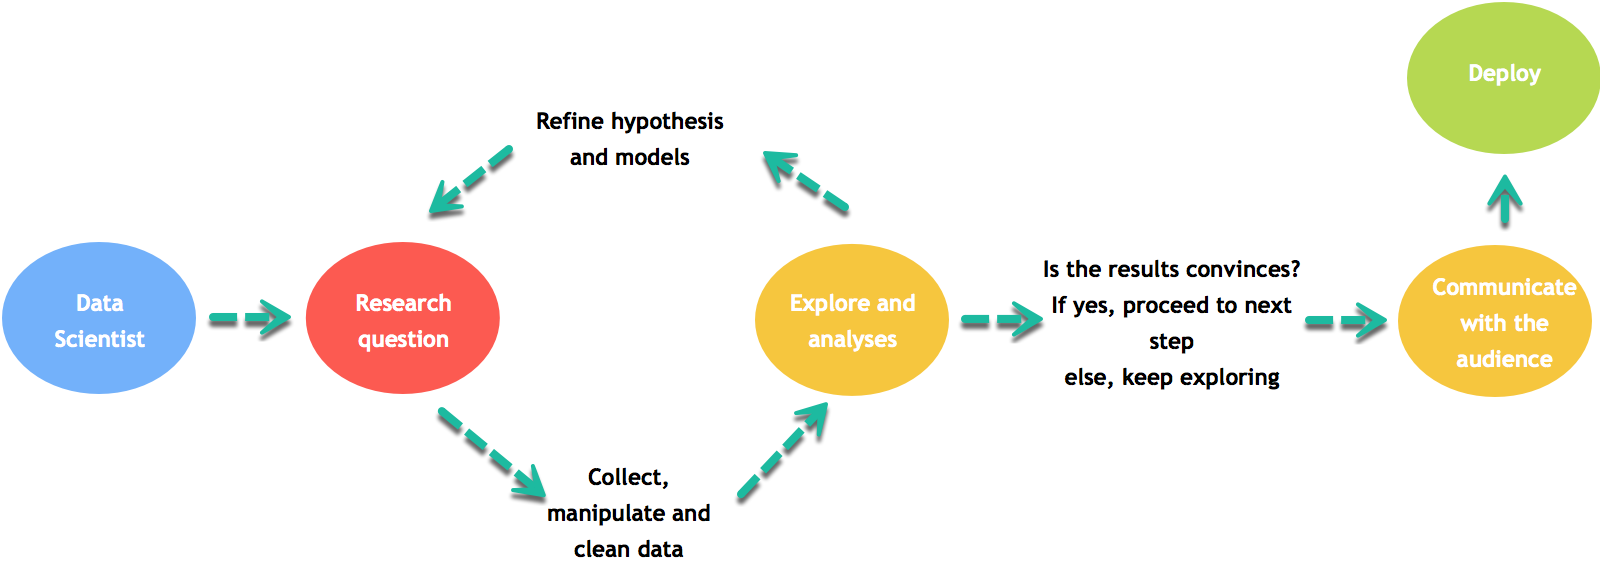 Deploy
Refine hypothesis
and models
Data
Scientist
Research
question
Explore and
analyses
Is the results convinces?
If yes, proceed to next
step
else, keep exploring
Communicate
with the
audience
Collect,
manipulate and
clean data